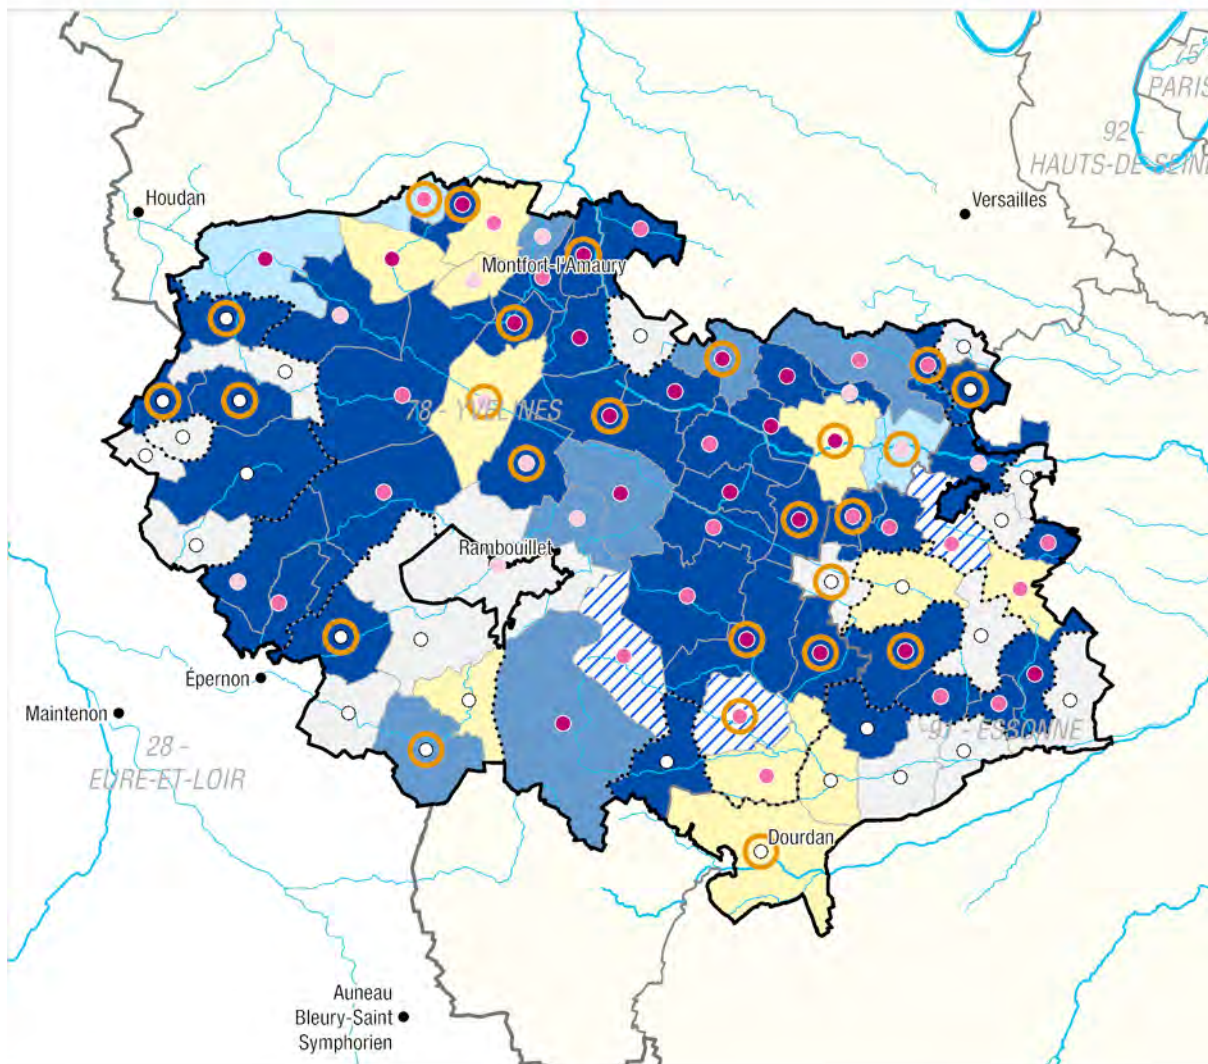 75
PARIS
92 -
HAUTS-DE-SEINE
Houdan
Versailles
Montfort-l'Amaury
78 - YVELINES
Rambouillet
Épernon
Maintenon
28 -
EURE-ET-LOIR
91 - ESSONNE
Dourdan
Auneau
Bleury-Saint
Symphorien